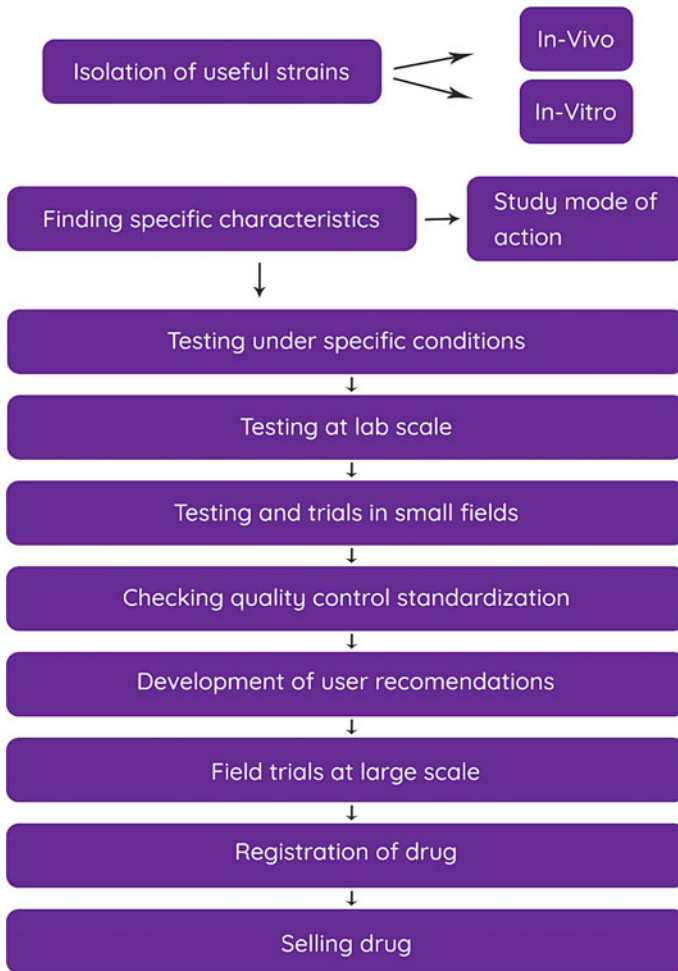 In-Vivo
Isolation of useful strains
In-Vitro
Finding specific characteristics
Study mode of
action
Testing under specific conditions
Testing at lab scale
Testing and trials in small fields
Checking quality control standardization
Development of user recomendations
Field trials at large scale
Registration of drug
Selling drug